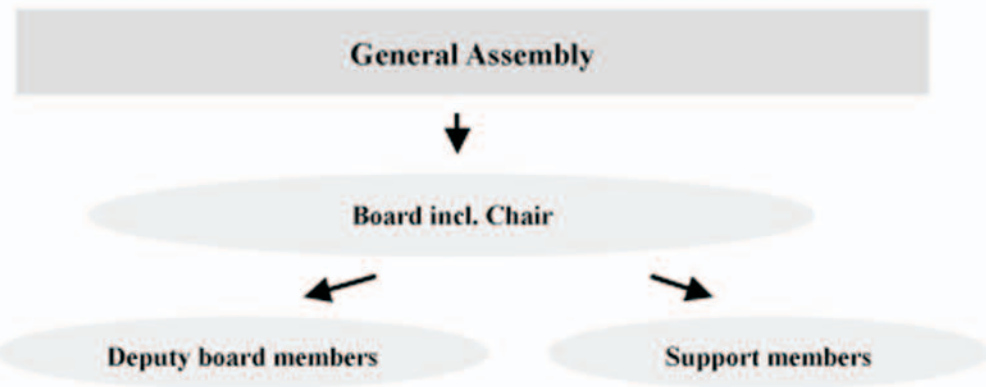 General Assembly
Board incl. Chair
Deputy board members
Support members